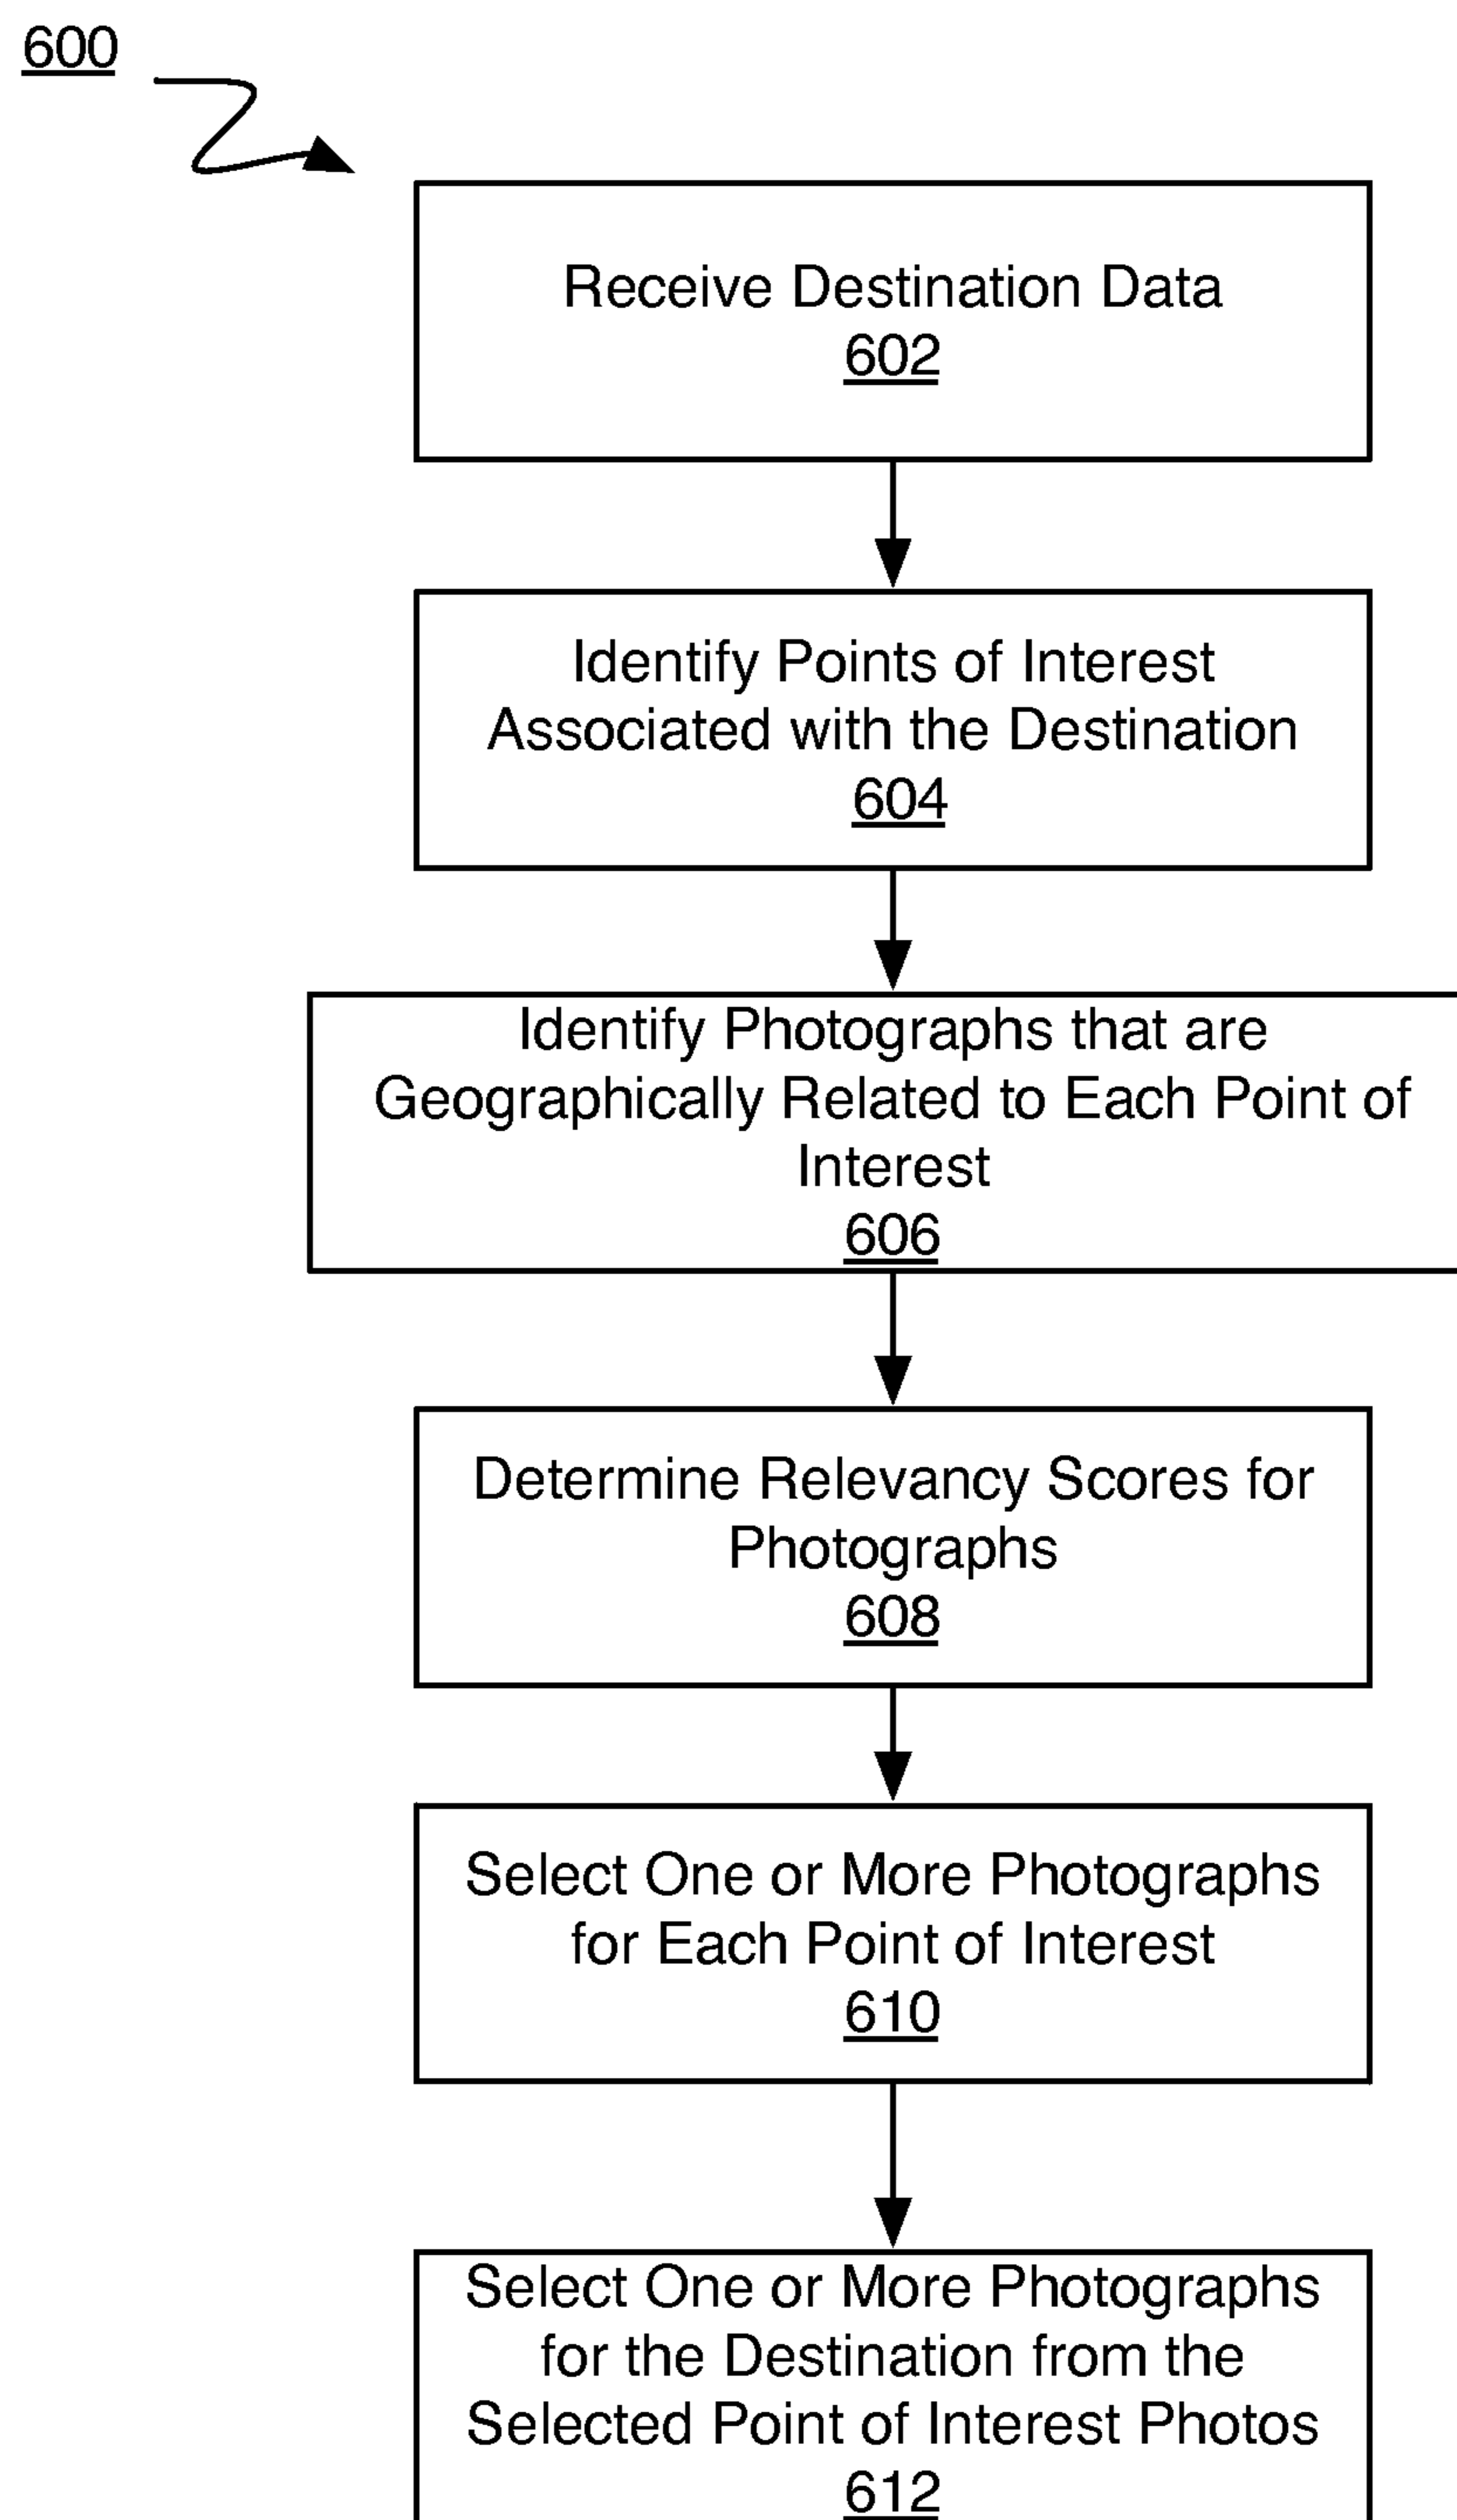 600
Receive Destination Data
602
Identify Points of Interest
Associated with the Destination
604
Identify Photographs that are
Geographically Related to Each Point of
Interest
606
Determine Relevancy Scores for
Photographs
608
Select One or More Photographs
for Each Point of Interest
610
Select One or More Photographs
for the Destination from the
Selected Point of Interest Photos
612